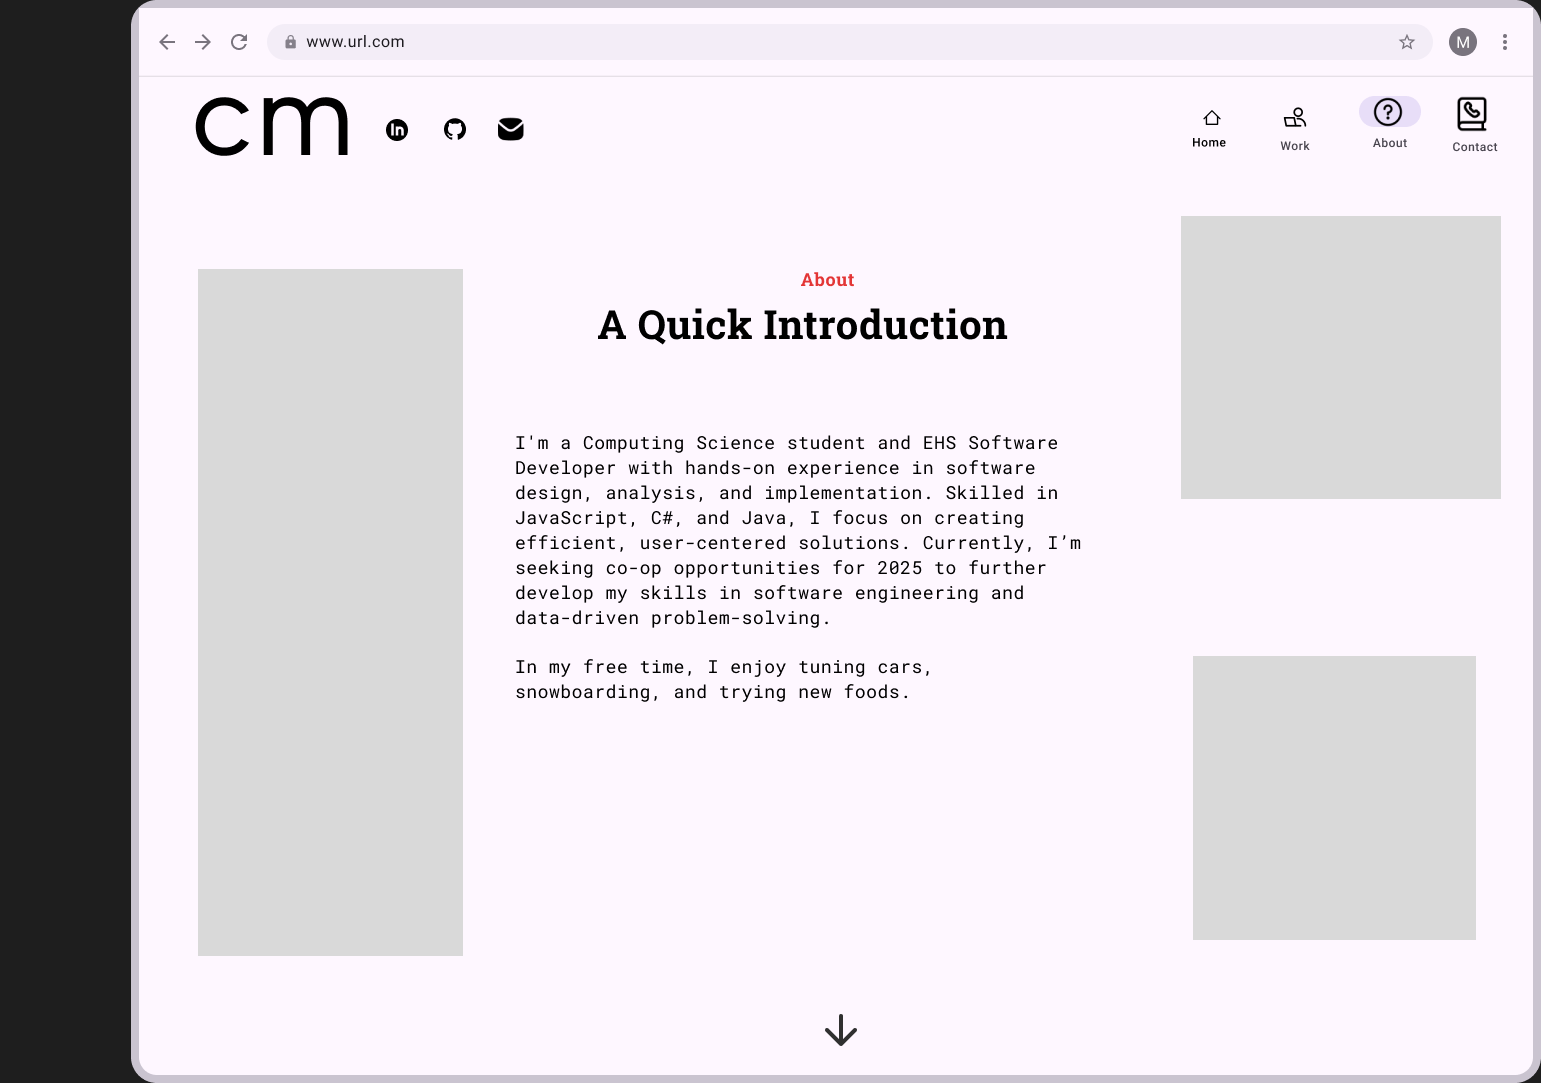 www.url.com
M
cm
in
Home
Work
About
Contact
About
A Quick Introduction
I'm a Computing Science student and EHS Software
Developer with hands-on experience in software
design, analysis, and implementation. Skilled in
JavaScript, C#, and Java, I focus on creating
efficient, user-centered solutions. Currently, I’m
seeking co-op opportunities for 2025 to further
develop my skills in software engineering and
data-driven problem-solving.
In my free time, I enjoy tuning cars,
snowboarding, and trying new foods.